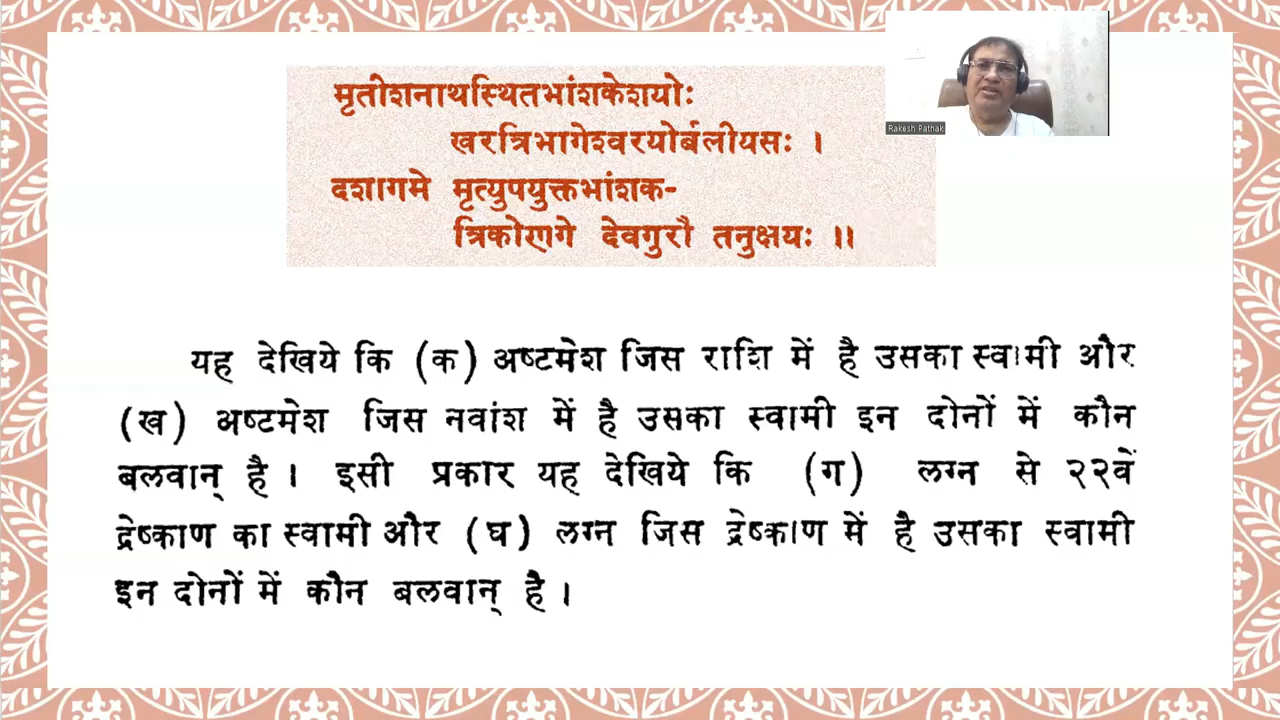 मृतीशनाथस्थितभांशकेशयोः
खरत्रिभागेश्वरयोर्बलीयसः ।
दशागमे मृत्युपयुक्तभांशक-
त्रिकोणगे देवगुरौ तनुक्षयः ।।
Rakesh Pathak
यह देखिये कि (क) अष्टमेश जिस राशि में है उसका स्वामी और
(ख) अष्टमेश जिस नवांश में है उसका स्वामी इन दोनों में कौन
बलवान् है । इसी प्रकार यह देखिये कि (ग) लग्न से २२वें
द्रेष्काण का स्वामी और (घ) लग्न जिस द्रेष्काण में है उसका स्वामी
इन दोनों में कौन बलवान् है ।